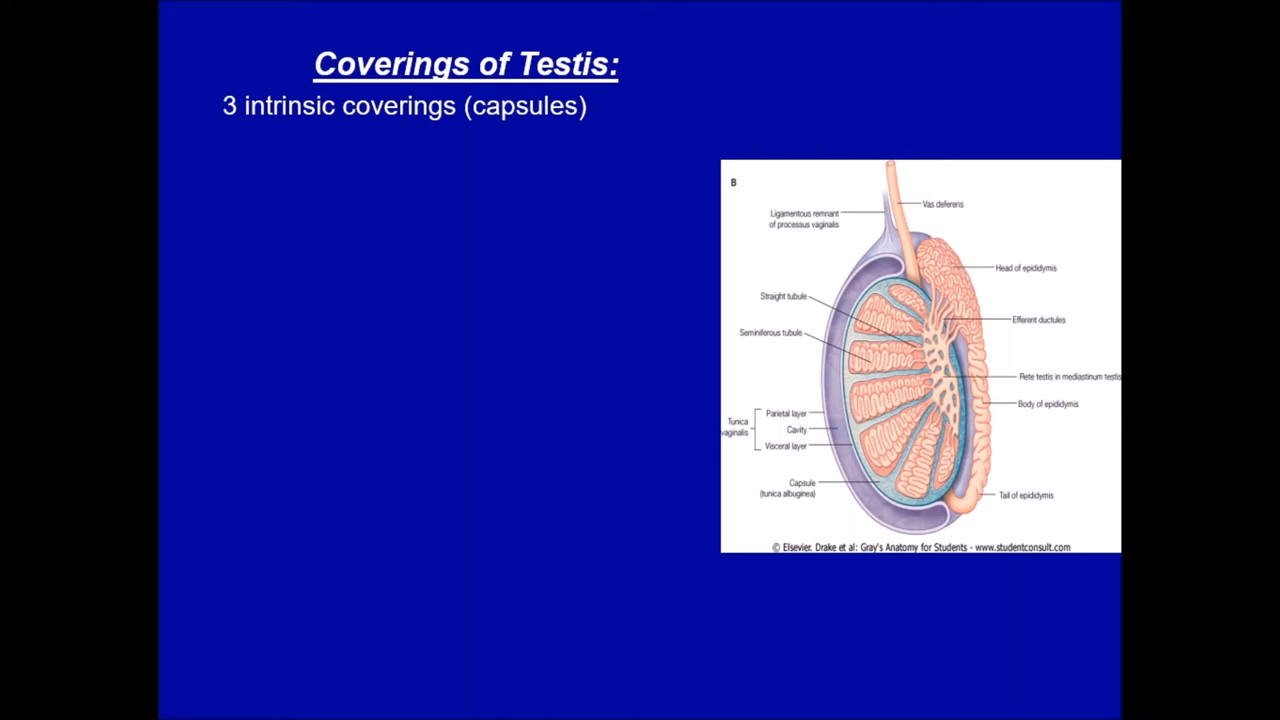 Coverings of Testis:
3 intrinsic coverings (capsules)
B
Vas deferens
Ligamentous remnant
of processus vaginalis
Head of epididymis
Straight tubule
Efferent ductules
Seminiferous tubule
Rete testis in mediastinum testis
Body of epididymis
Parietal layer
Tunica
vaginalis
Cavity
Visceral layer
Capsule
(tunica albuginea)
Tail of epididymis
© Elsevier. Drake et al: Gray's Anatomy for Students - www.studentconsult.com